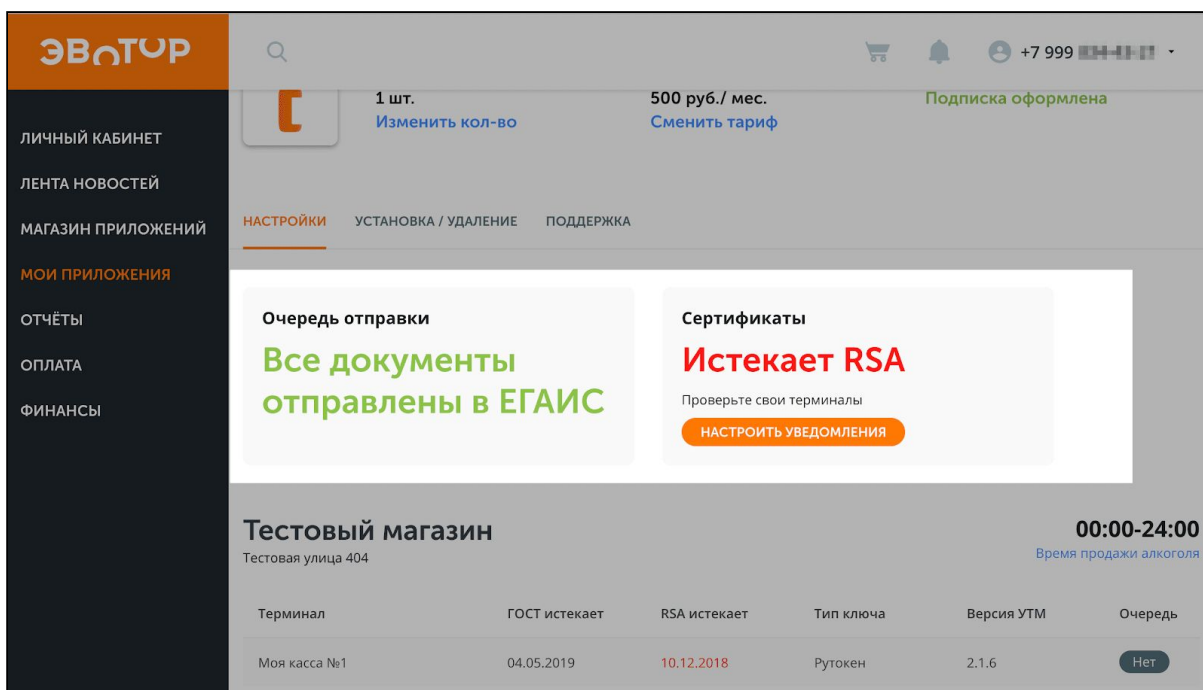 ЭВОТОР
+7 999
1 шт.
500 руб./ мес.
Подписка оформлена
Изменить кол-во
Сменить тариф
ЛИЧНЫЙ КАБИНЕТ
ЛЕНТА НОВОСТЕЙ
МАГАЗИН ПРИЛОЖЕНИЙ
МОИ ПРИЛОЖЕНИЯ
ОТЧЁТЫ
ОПЛАТА
ФИНАНСЫ
НАСТРОЙКИ
УСТАНОВКА / УДАЛЕНИЕ
ПОДДЕРЖКА
Очередь отправки
Все документы
отправлены в ЕГАИС
Сертификаты
Истекает RSA
Проверьте свои терминалы
НАСТРОИТЬ УВЕДОМЛЕНИЯ
Тестовый магазин
Тестовая улица 404
00:00-24:00
Время продажи алкоголя
Терминал ГОСТ истекает RSA истекает Тип ключа Версия УТМ Очередь
Моя касса №1 04.05.2019 10.12.2018 Рутокен 2.1.6 Нет